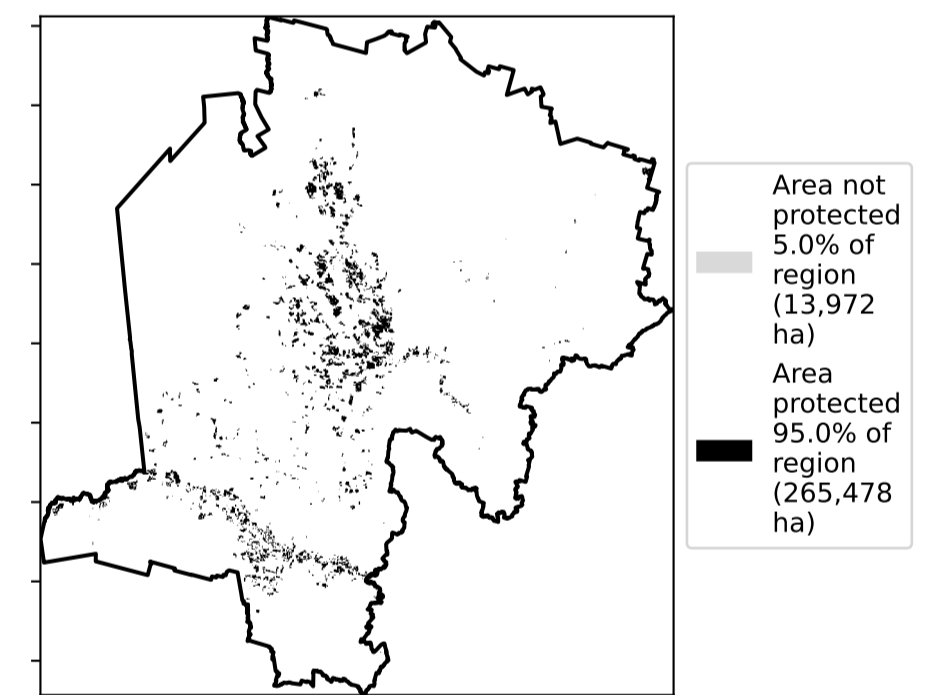 Area not
protected
5.0% of
region
(13,972
ha)
Area
protected
95.0% of
region
(265,478
ha)